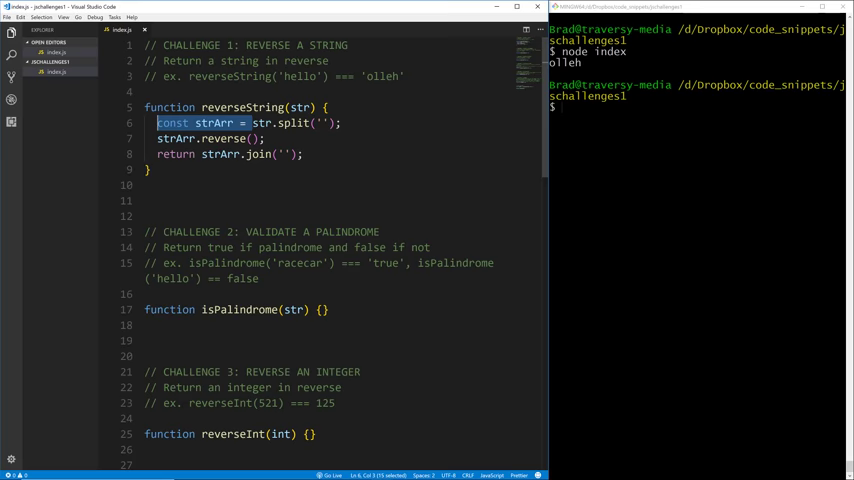 index.js - jschallenges1 - Visual Studio Code
File Edit Selection View Go Debug Tasks Help
EXPLORER
OPEN EDITORS
index.js
JSCHALLENGES1
index.js
index.js
1 // CHALLENGE 1: REVERSE A STRING
2 // Return a string in reverse
3 // ex. reverseString('hello') === 'olleh'
4
5 function reverseString(str) {
6 const strArr = str.split('');
7 strArr.reverse();
8 return strArr.join('');
9 }
10
11
12
13 // CHALLENGE 2: VALIDATE A PALINDROME
14 // Return true if palindrome and false if not
15 // ex. isPalindrome('racecar') === 'true', isPalindrome
('hello') == false
16
17 function isPalindrome(str) {}
18
19
20
21 // CHALLENGE 3: REVERSE AN INTEGER
22 // Return an integer in reverse
23 // ex. reverseInt(521) === 125
24
25 function reverseInt(int) {}
26
27
0 0
Go Live Ln 6, Col 3 (15 selected) Spaces: 2 UTF-8 CRLF JavaScript Prettier
MINGW64:/d/Dropbox/code_snippets/jschallenges1
Brad@traversy-media /d/Dropbox/code_snippets/j
schallenges1
$ node index
olleh
Brad@traversy-media /d/Dropbox/code_snippets/j
schallenges1
$